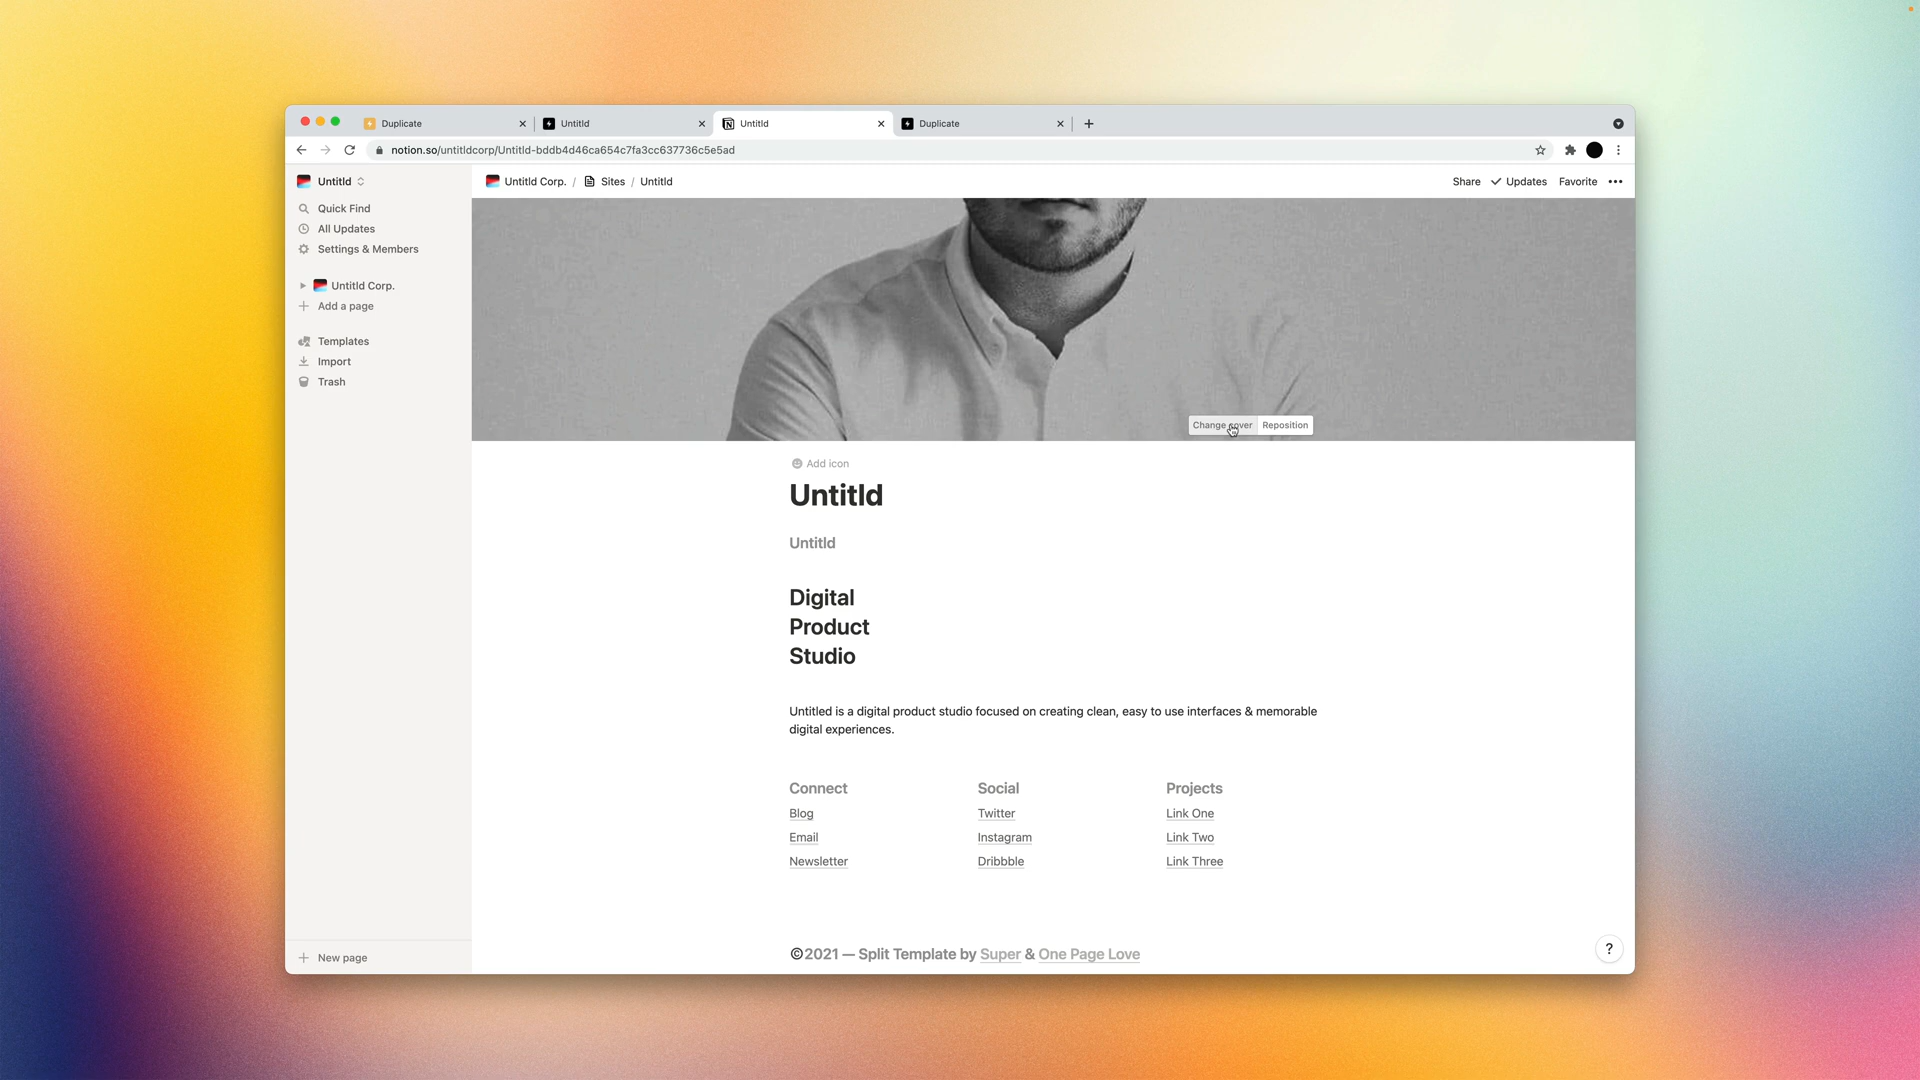 Duplicate
Untitld
Untitld
Duplicate
notion.so/untitldcorp/Untitld-bddb4d46ca654c7fa3cc637736c5e5ad
Untitld
Untitld Corp. / Sites / Untitld
Share
Updates
Favorite
Quick Find
All Updates
Settings & Members
Untitld Corp.
Add a page
Templates
Import
Trash
Change cover
Reposition
Add icon
Untitld
Untitld
Digital
Product
Studio
Untitled is a digital product studio focused on creating clean, easy to use interfaces & memorable
digital experiences.
Connect
Blog
Email
Newsletter
Social
Twitter
Instagram
Dribbble
Projects
Link One
Link Two
Link Three
©2021 — Split Template by Super & One Page Love
?
New page